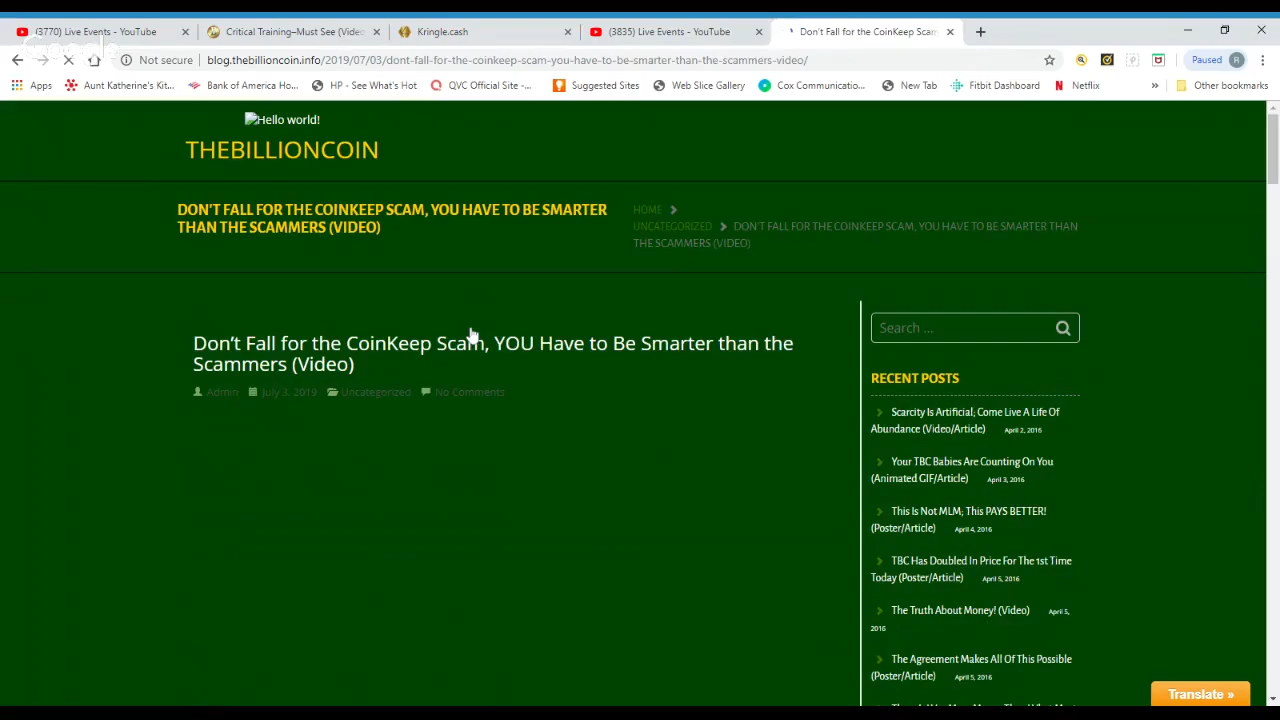 (3770) Live Events - YouTube
Critical Training–Must See (Video
Kringle.cash
(3835) Live Events - YouTube
Don't Fall for the CoinKeep Scam
Google
Not secure
blog.thebillioncoin.info/2019/07/03/dont-fall-for-the-coinkeep-scam-you-have-to-be-smarter-than-the-scammers-video/
Paused
R
Apps
Aunt Katherine's Kit...
Bank of America Ho...
HP - See What's Hot
QVC Official Site -...
Suggested Sites
Web Slice Gallery
Cox Communicatio...
New Tab
Fitbit Dashboard
Netflix
»
Other bookmarks
Hello world!
THEBILLIONCOIN
DON'T FALL FOR THE COINKEEP SCAM, YOU HAVE TO BE SMARTER
THAN THE SCAMMERS (VIDEO)
HOME
UNCATEGORIZED DON'T FALL FOR THE COINKEEP SCAM, YOU HAVE TO BE SMARTER THAN
THE SCAMMERS (VIDEO)
Don't Fall for the CoinKeep Scam, YOU Have to Be Smarter than the
Scammers (Video)
Admin July 3, 2019 Uncategorized No Comments
Search ...
RECENT POSTS
Scarcity Is Artificial; Come Live A Life Of
Abundance (Video/Article) April 2, 2016
Your TBC Babies Are Counting On You
(Animated GIF/Article) April 3, 2016
This Is Not MLM; This PAYS BETTER!
(Poster/Article) April 4, 2016
TBC Has Doubled In Price For The 1st Time
Today (Poster/Article) April 5, 2016
The Truth About Money! (Video) April 5,
2016
The Agreement Makes All Of This Possible
(Poster/Article) April 5, 2016
Translate »